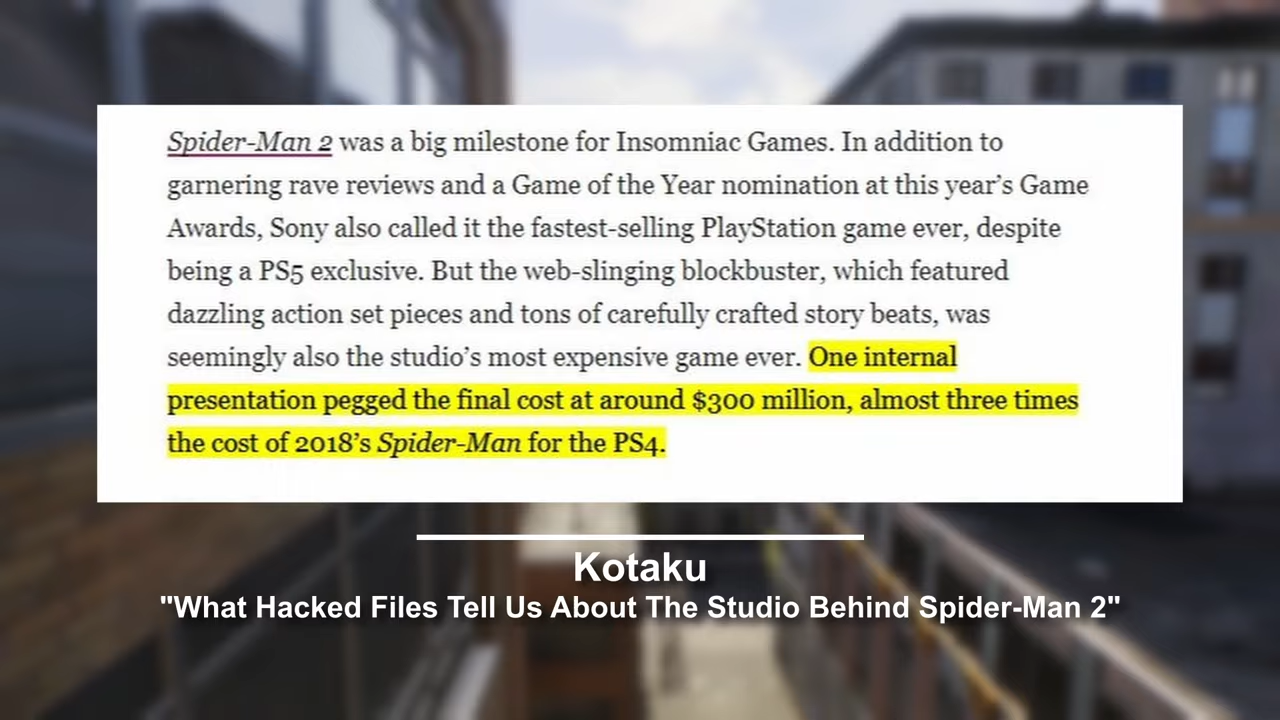 Spider-Man 2 was a big milestone for Insomniac Games. In addition to
garnering rave reviews and a Game of the Year nomination at this year’s Game
Awards, Sony also called it the fastest-selling PlayStation game ever, despite
being a PS5 exclusive. But the web-slinging blockbuster, which featured
dazzling action set pieces and tons of carefully crafted story beats, was
seemingly also the studio’s most expensive game ever. One internal
presentation pegged the final cost at around $300 million, almost three times
the cost of 2018’s Spider-Man for the PS4.
Kotaku
"What Hacked Files Tell Us About The Studio Behind Spider-Man 2"